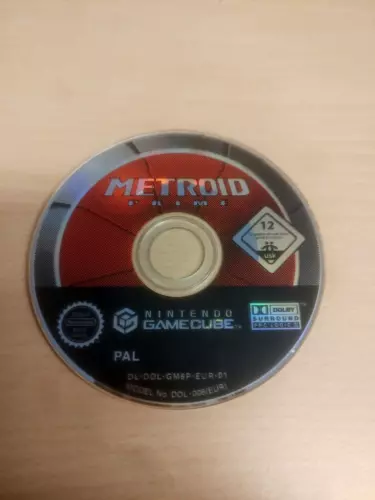 METROID
PRIME
12
USK
NINTENDO
GAMECUBE™
DOLBY
SURROUND
PRO LOGIC II
PAL
DL-DOL-GM8P-EUR-01
MODEL No. DOL-006(EUR)